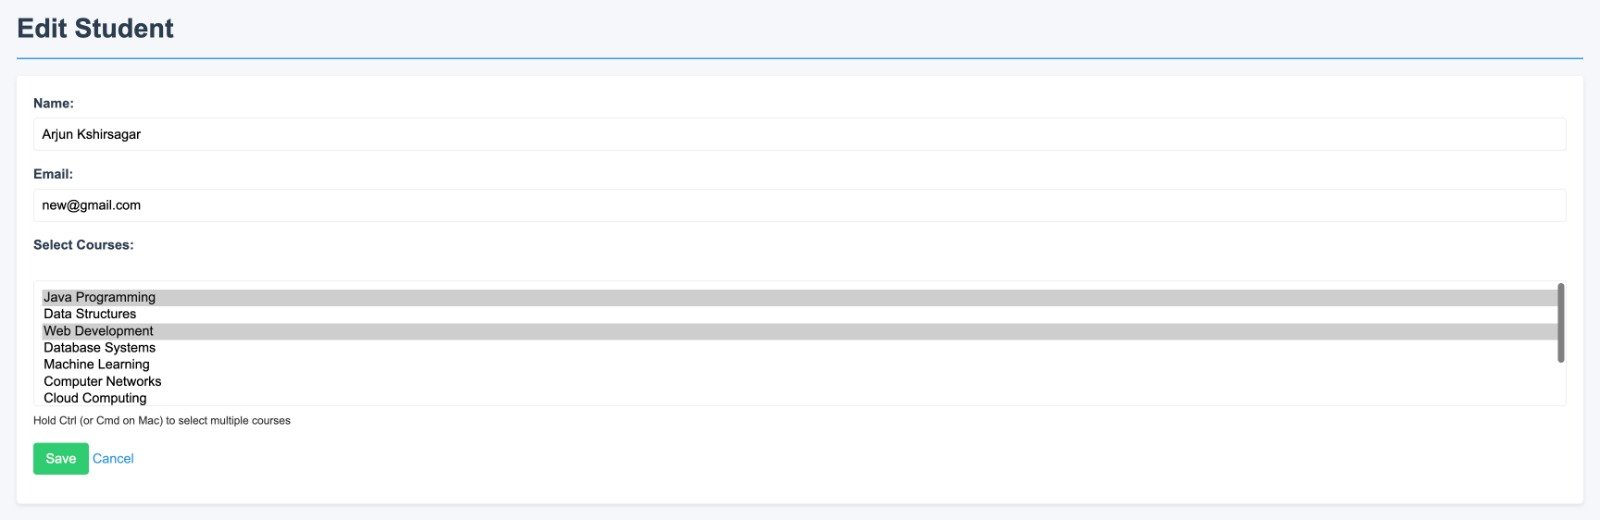 Edit Student
Name:
Arjun Kshirsagar
Email:
new@gmail.com
Select Courses:
Java Programming
Data Structures
Web Development
Database Systems
Machine Learning
Computer Networks
Cloud Computing
Hold Ctrl (or Cmd on Mac) to select multiple courses
Save Cancel